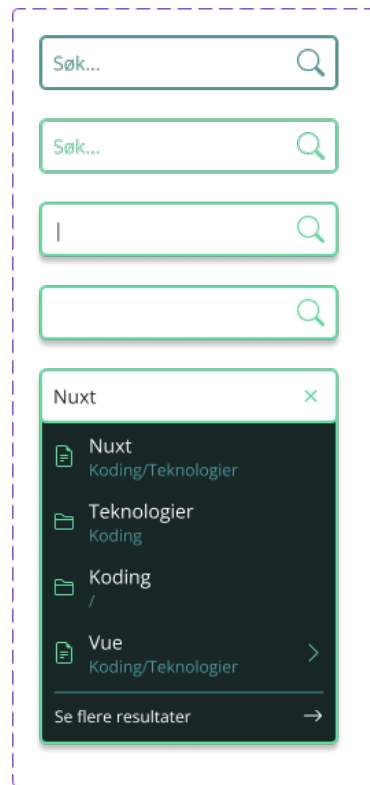 Søk...
Søk...
|
Nuxt
Nuxt
Koding/Teknologier
Teknologier
Koding
Koding
/
Vue
Koding/Teknologier
Se flere resultater